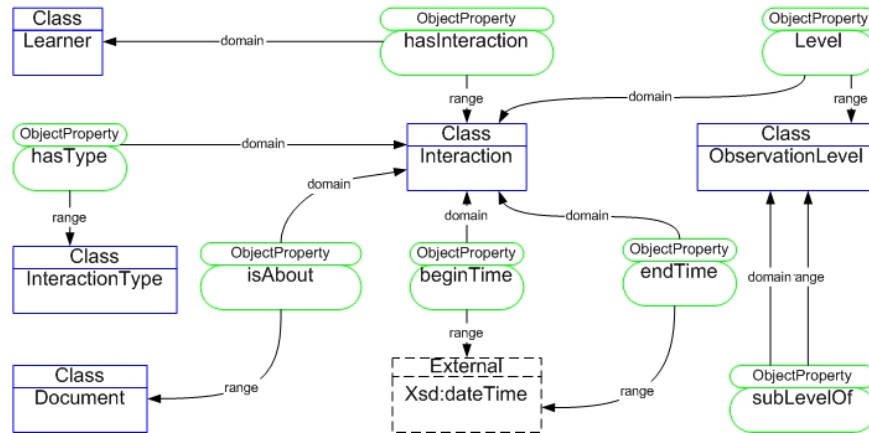 Class
Learner
domain
ObjectProperty
hasInteraction
range
ObjectProperty
Level
domain
range
ObjectProperty
hasType
domain
range
Class
Interaction
Class
ObservationLevel
domain
domain
domain
Class
InteractionType
ObjectProperty
isAbout
ObjectProperty
beginTime
ObjectProperty
endTime
domain
ange
range
External
Xsd:dateTime
range
range
Class
Document
ObjectProperty
subLevelOf